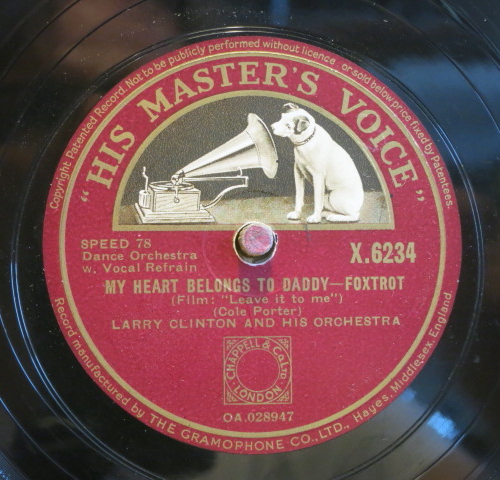 Copyright Patented Record. Not to be publicly performed without licence, or sold below price fixed by Patentees.
"HIS MASTER'S VOICE"
SPEED 78
Dance Orchestra
w. Vocal Refrain
X.6234
MY HEART BELONGS TO DADDY—FOXTROT
(Film: "Leave it to me")
(Cole Porter)
LARRY CLINTON AND HIS ORCHESTRA
CHAPPELL & Co LTD
LONDON
OA.028947
Record manufactured by THE GRAMOPHONE CO., LTD., Hayes, Middlesex, England